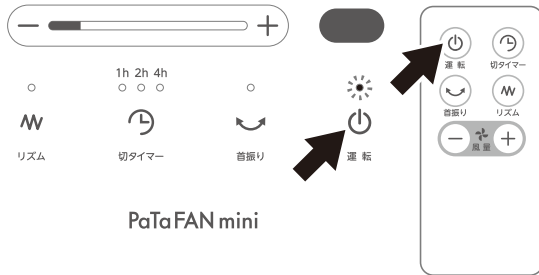 1h 2h 4h
リズム
切タイマー
首振り
運転
PaTaFAN mini
運転
切タイマー
首振り
リズム
風量